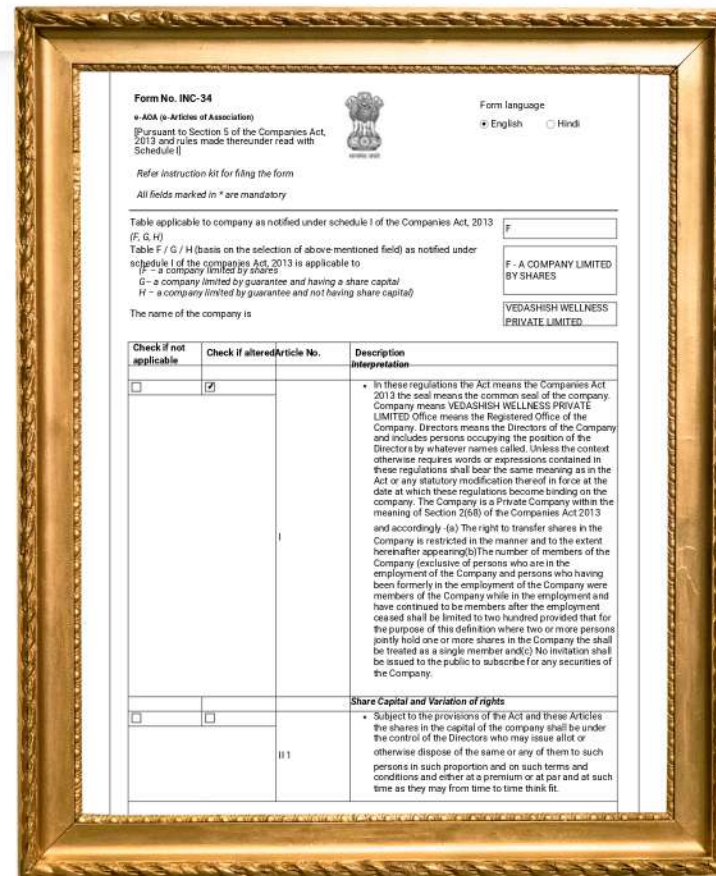 Form No. INC-34
e-AOA (e-Articles of Association)
[Pursuant to Section 5 of the Companies Act,
2013 and rules made thereunder read with
Schedule I]
Form language
English Hindi
Refer instruction kit for filing the form
All fields marked in * are mandatory
Table applicable to company as notified under schedule I of the Companies Act, 2013
(F, G, H)
F
Table F / G / H (basis on the selection of above-mentioned field) as notified under
schedule I of the companies Act, 2013 is applicable to
(F – a company limited by shares
G– a company limited by guarantee and having a share capital
H – a company limited by guarantee and not having share capital)
F - A COMPANY LIMITED
BY SHARES
The name of the company is
VEDASHISH WELLNESS
PRIVATE LIMITED
Check if not
applicable
Check if altered
Article No.
Description
Interpretation
I
• In these regulations the Act means the Companies Act
2013 the seal means the common seal of the company.
Company means VEDASHISH WELLNESS PRIVATE
LIMITED Office means the Registered Office of the
Company. Directors means the Directors of the Company
and includes persons occupying the position of the
Directors by whatever names called. Unless the context
otherwise requires words or expressions contained in
these regulations shall bear the same meaning as in the
Act or any statutory modification thereof in force at the
date at which these regulations become binding on the
company. The Company is a Private Company within the
meaning of Section 2(68) of the Companies Act 2013
and accordingly -(a) The right to transfer shares in the
Company is restricted in the manner and to the extent
hereinafter appearing(b)The number of members of the
Company (exclusive of persons who are in the
employment of the Company and persons who having
been formerly in the employment of the Company were
members of the Company while in the employment and
have continued to be members after the employment
ceased shall be limited to two hundred provided that for
the purpose of this definition where two or more persons
jointly hold one or more shares in the Company the shall
be treated as a single member and(c) No invitation shall
be issued to the public to subscribe for any securities of
the Company.
Share Capital and Variation of rights
II 1
• Subject to the provisions of the Act and these Articles
the shares in the capital of the company shall be under
the control of the Directors who may issue allot or
otherwise dispose of the same or any of them to such
persons in such proportion and on such terms and
conditions and either at a premium or at par and at such
time as they may from time to time think fit.